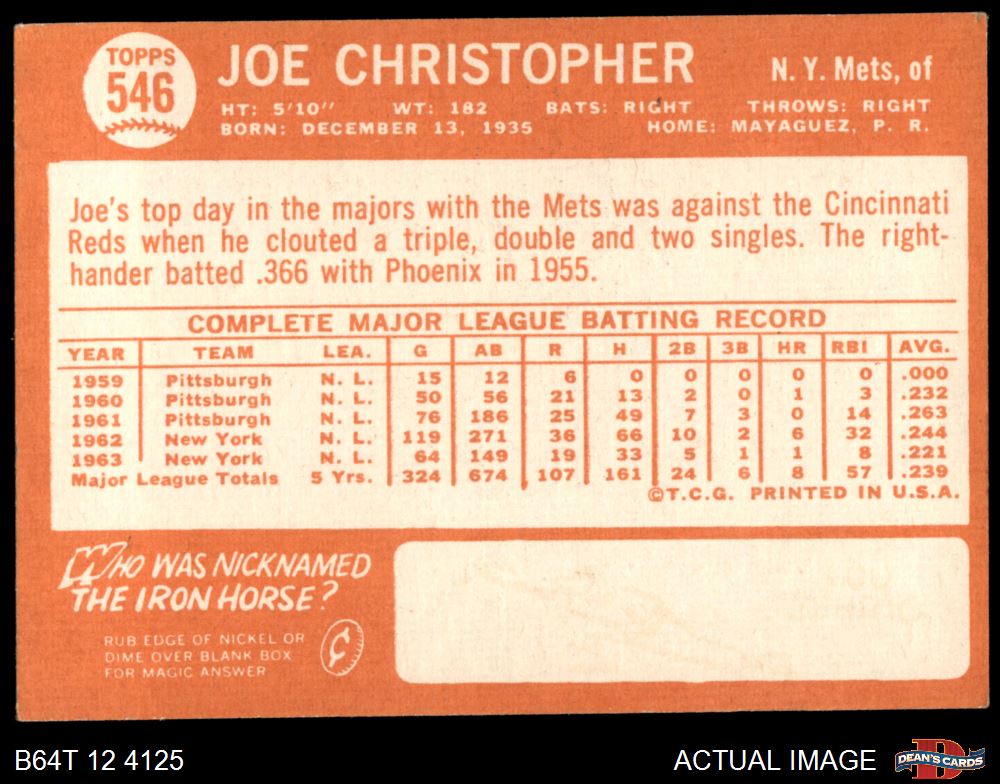 TOPPS
546
JOE CHRISTOPHER
N. Y. Mets, of
HT: 5'10" WT: 182 BATS: RIGHT THROWS: RIGHT
BORN: DECEMBER 13, 1935 HOME: MAYAGUEZ, P. R.
Joe's top day in the majors with the Mets was against the Cincinnati
Reds when he clouted a triple, double and two singles. The right-
hander batted .366 with Phoenix in 1955.
COMPLETE MAJOR LEAGUE BATTING RECORD
YEAR TEAM LEA. G AB R H 2B 3B HR RBI AVG.
1959 Pittsburgh N. L. 15 12 6 0 0 0 0 0 .000
1960 Pittsburgh N. L. 50 56 21 13 2 0 1 3 .232
1961 Pittsburgh N. L. 76 186 25 49 7 3 0 14 .263
1962 New York N. L. 119 271 36 66 10 2 6 32 .244
1963 New York N. L. 64 149 19 33 5 1 1 8 .221
Major League Totals 5 Yrs. 324 674 107 161 24 6 8 57 .239
©T.C.G. PRINTED IN U.S.A.
WHO WAS NICKNAMED
THE IRON HORSE?
RUB EDGE OF NICKEL OR
DIME OVER BLANK BOX
FOR MAGIC ANSWER
¢
B64T 12 4125
ACTUAL IMAGE
D
DEAN'S CARDS